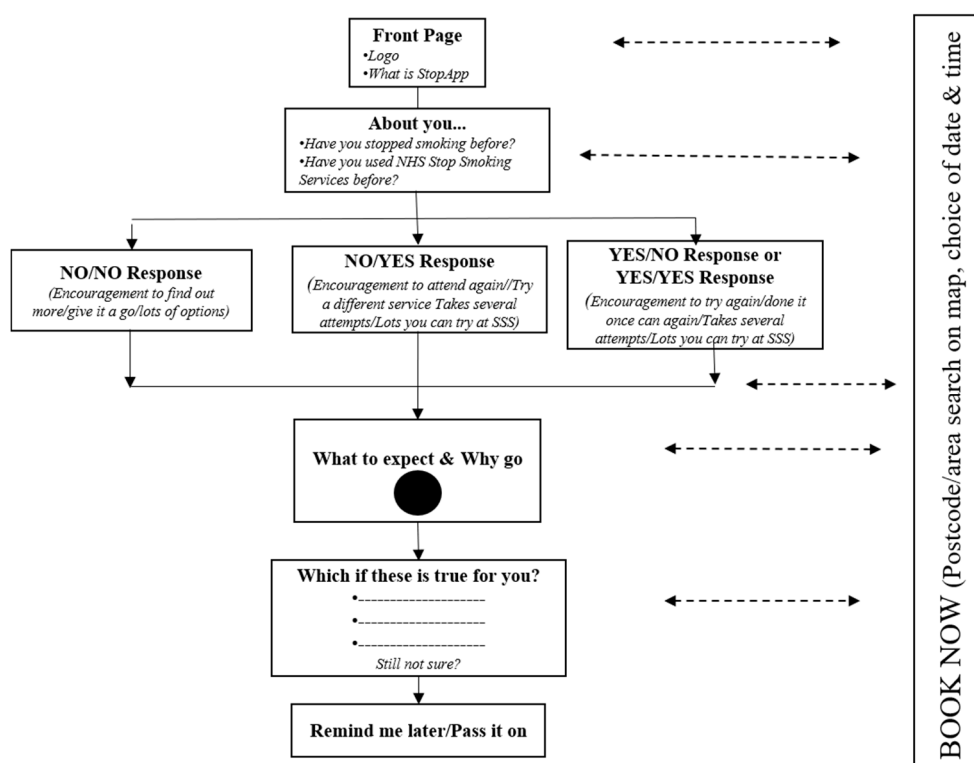 Front Page
•Logo
•What is StopApp
About you...
•Have you stopped smoking before?
•Have you used NHS Stop Smoking
Services before?
NO/NO Response
(Encouragement to find out
more/give it a go/lots of options)
NO/YES Response
(Encouragement to attend again//Try
a different service Takes several
attempts/Lots you can try at SSS)
YES/NO Response or
YES/YES Response
(Encouragement to try again/done it
once can again/Takes several
attempts/Lots you can try at SSS)
What to expect & Why go
Which if these is true for you?
•____________________
•____________________
•____________________
Still not sure?
Remind me later/Pass it on
BOOK NOW (Postcode/area search on map, choice of date & time